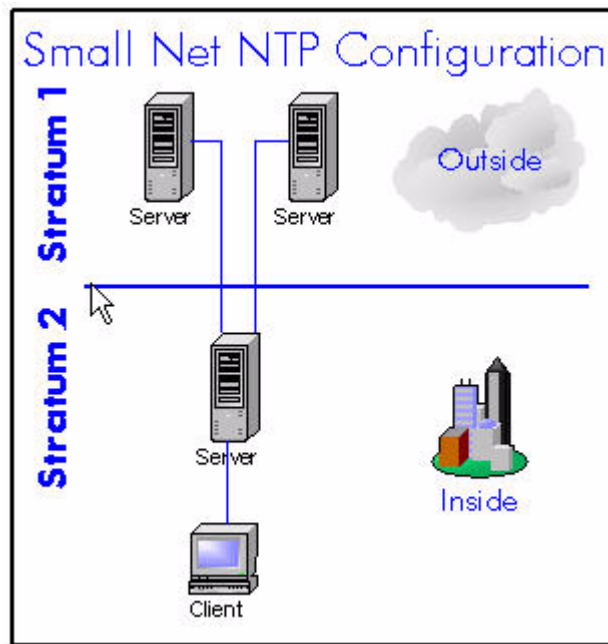 Small Net NTP Configuration
Stratum 1
Server
Server
Outside
Stratum 2
Server
Inside
Client